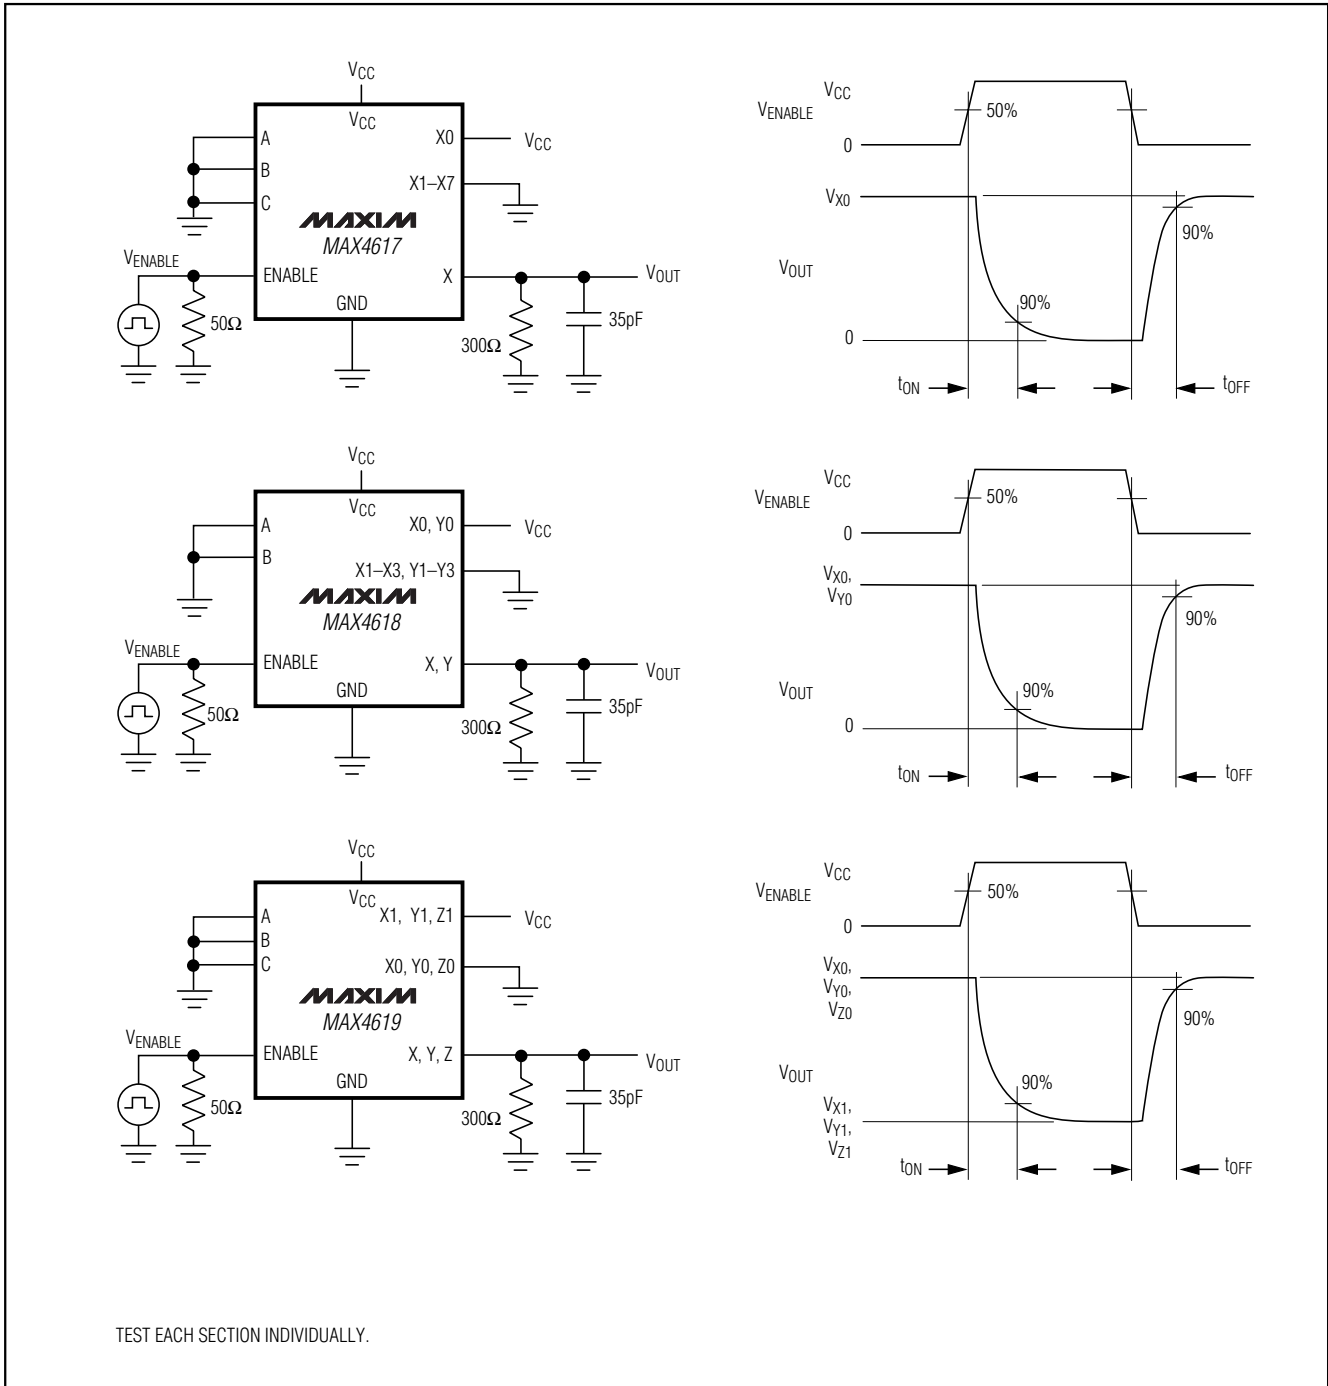 VCC
VCC
A
X0
VCC
B
X1–X7
C
MAXIM
MAX4617
VENABLE
ENABLE
X
VOUT
GND
50Ω
300Ω
35pF
VCC
VENABLE
50%
0
VX0
90%
VOUT
90%
0
tON
tOFF
VCC
VCC
A
X0, Y0
VCC
B
X1–X3, Y1–Y3
MAXIM
MAX4618
VENABLE
ENABLE
X, Y
VOUT
GND
50Ω
300Ω
35pF
VCC
VENABLE
50%
0
VX0,
VY0
90%
VOUT
90%
0
tON
tOFF
VCC
VCC
A
X1, Y1, Z1
VCC
B
C
X0, Y0, Z0
MAXIM
MAX4619
VENABLE
ENABLE
X, Y, Z
VOUT
GND
50Ω
300Ω
35pF
VCC
VENABLE
50%
0
VX0,
VY0,
VZ0
90%
VOUT
90%
VX1,
VY1,
VZ1
tON
tOFF
TEST EACH SECTION INDIVIDUALLY.